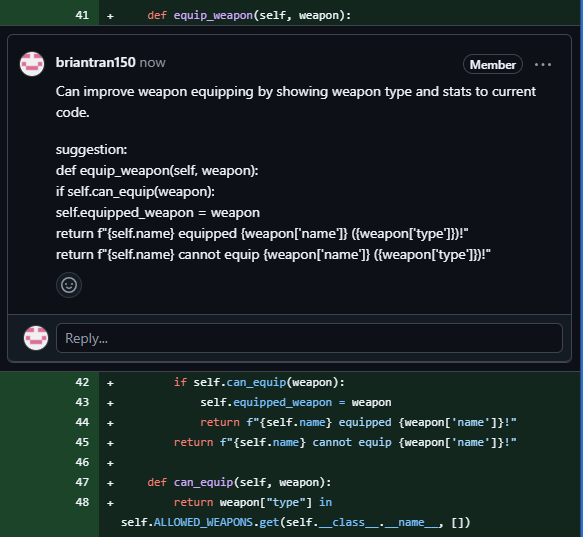 41 + def equip_weapon(self, weapon):
briantran150 now
Member
Can improve weapon equipping by showing weapon type and stats to current
code.
suggestion:
def equip_weapon(self, weapon):
if self.can_equip(weapon):
self.equipped_weapon = weapon
return f"{self.name} equipped {weapon['name']} ({weapon['type']})!"
return f"{self.name} cannot equip {weapon['name']} ({weapon['type']})!"
Reply...
42 + if self.can_equip(weapon):
43 + self.equipped_weapon = weapon
44 + return f"{self.name} equipped {weapon['name']}!"
45 + return f"{self.name} cannot equip {weapon['name']}!"
46 +
47 + def can_equip(self, weapon):
48 + return weapon["type"] in
self.ALLOWED_WEAPONS.get(self.__class__.__name__, [])